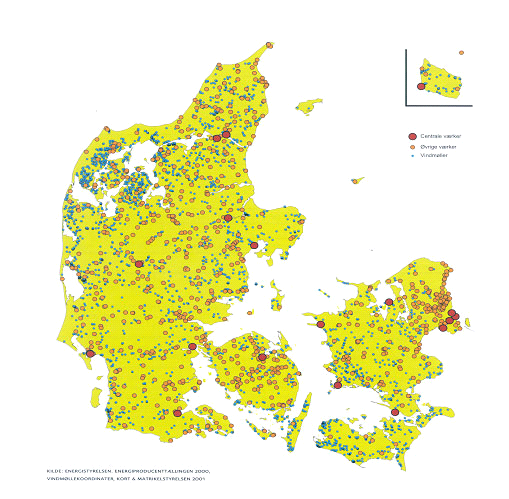 Centrale værker
Øvrige værker
Vindmøller
KILDE: ENERGISTYRELSEN, ENERGIPRODUCENTTÆLLINGEN 2000,
VINDMØLLEKOORDINATER, KORT & MATRIKELSTYRELSEN 2001